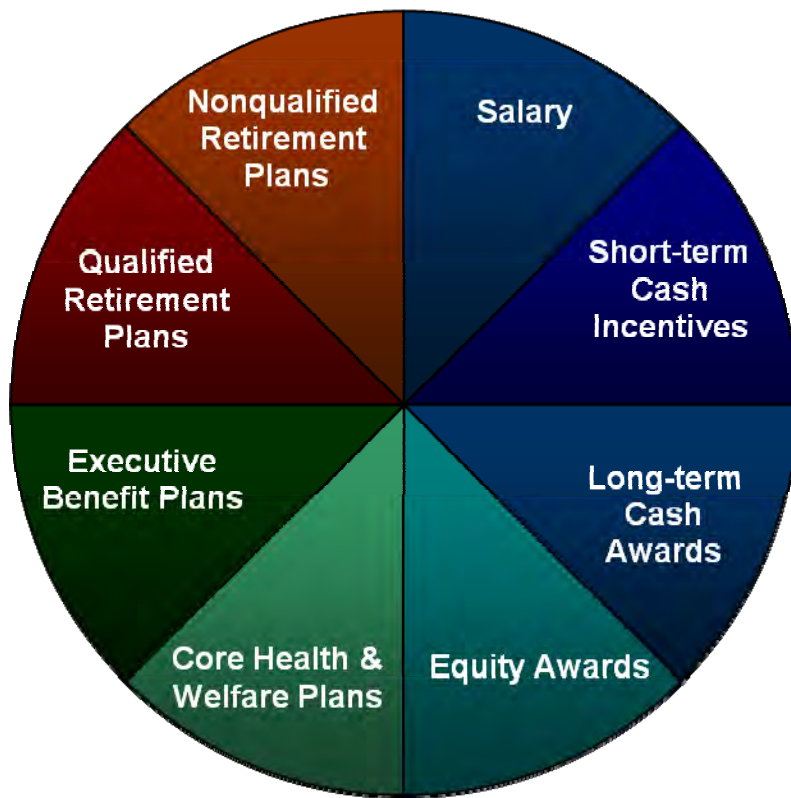 Salary
Short-term
Cash
Incentives
Long-term
Cash
Awards
Equity Awards
Core Health &
Welfare Plans
Executive
Benefit Plans
Qualified
Retirement
Plans
Nonqualified
Retirement
Plans